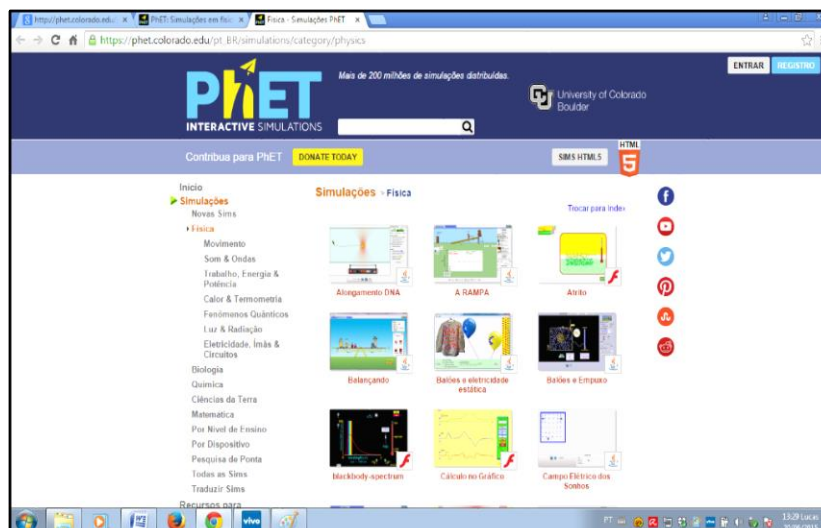 http://phet.colorado.edu/
PhET: Simulações em físic
Física - Simulações PhET
https://phet.colorado.edu/pt_BR/simulations/category/physics
PhET
INTERACTIVE SIMULATIONS
Mais de 200 milhões de simulações distribuídas.
University of Colorado
Boulder
ENTRAR
REGISTRO
Contribua para PhET
DONATE TODAY
SIMS HTML5
HTML
5
Início
Simulações
Novas Sims
Física
Movimento
Som & Ondas
Trabalho, Energia &
Potência
Calor & Termometria
Fenômenos Quânticos
Luz & Radiação
Eletricidade, Ímãs &
Circuitos
Biologia
Química
Ciências da Terra
Matemática
Por Nível de Ensino
Por Dispositivo
Pesquisa de Ponta
Todas as Sims
Traduzir Sims
Recursos para
Simulações » Física
Trocar para Index
Alongamento DNA
A RAMPA
Atrito
Balançando
Balões e eletricidade
estática
Balões e Empuxo
blackbody-spectrum
Cálculo no Gráfico
Campo Elétrico dos
Sonhos
vivo
PT
13:29 Lucas